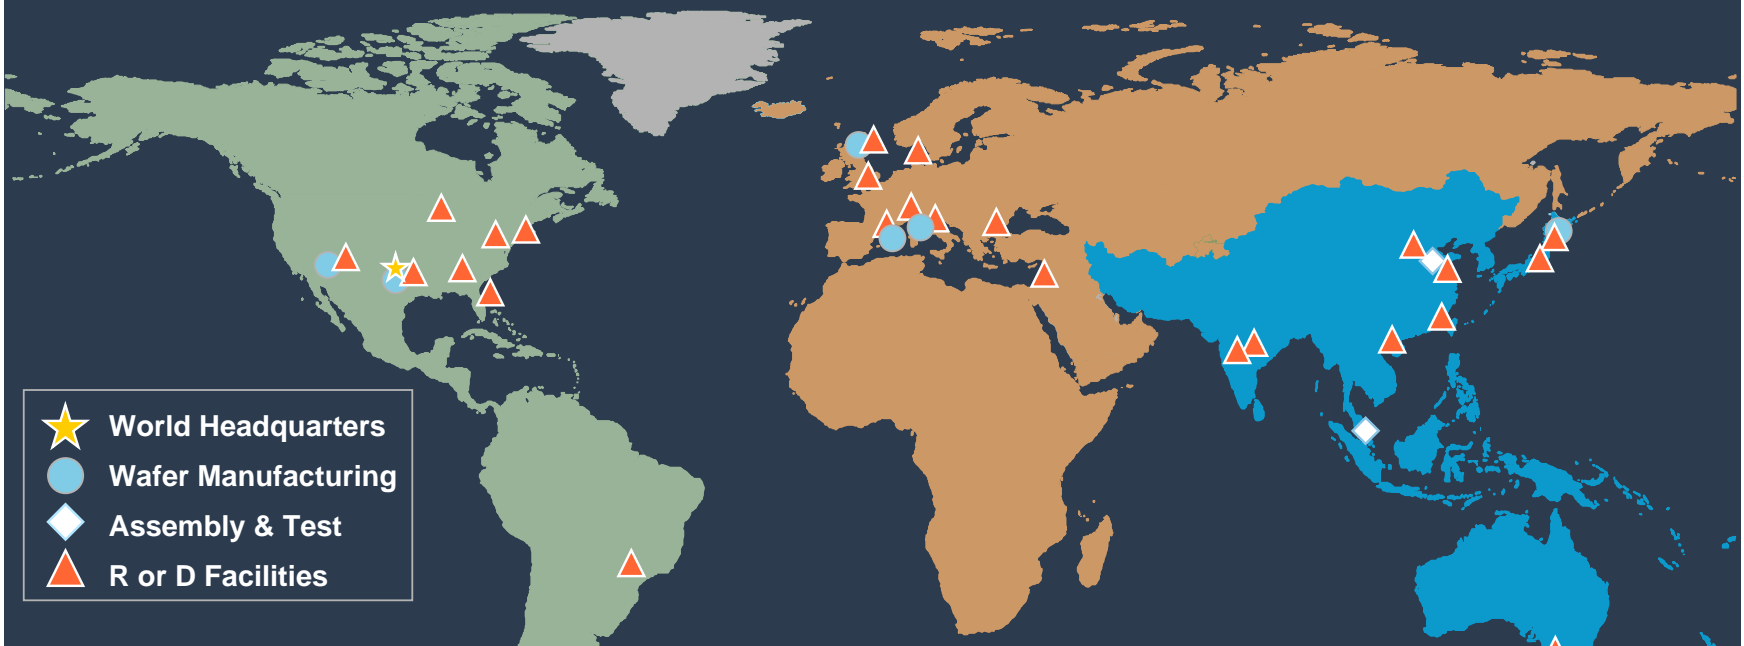 World Headquarters
Wafer Manufacturing
Assembly & Test
R or D Facilities